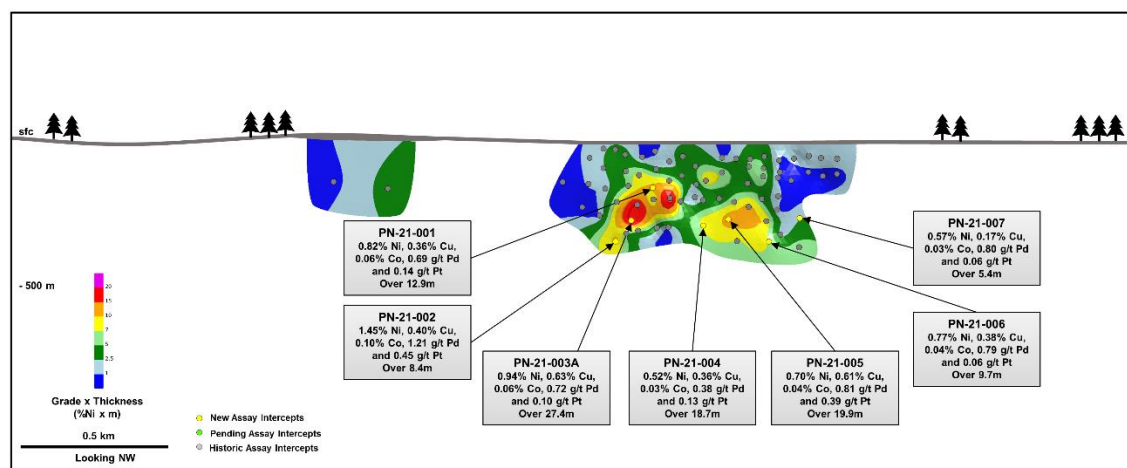 sfc
PN-21-001
0.82% Ni, 0.36% Cu,
0.06% Co, 0.69 g/t Pd
and 0.14 g/t Pt
Over 12.9m
PN-21-007
0.57% Ni, 0.17% Cu,
0.03% Co, 0.80 g/t Pd
and 0.06 g/t Pt
Over 5.4m
- 500 m
20
15
10
7
5
2.5
1
PN-21-002
1.45% Ni, 0.40% Cu,
0.10% Co, 1.21 g/t Pd
and 0.45 g/t Pt
Over 8.4m
PN-21-006
0.77% Ni, 0.38% Cu,
0.04% Co, 0.79 g/t Pd
and 0.06 g/t Pt
Over 9.7m
PN-21-003A
0.94% Ni, 0.63% Cu,
0.06% Co, 0.72 g/t Pd
and 0.10 g/t Pt
Over 27.4m
PN-21-004
0.52% Ni, 0.36% Cu,
0.03% Co, 0.38 g/t Pd
and 0.13 g/t Pt
Over 18.7m
PN-21-005
0.70% Ni, 0.61% Cu,
0.04% Co, 0.81 g/t Pd
and 0.39 g/t Pt
Over 19.9m
Grade x Thickness
(%Ni x m)
0.5 km
Looking NW
New Assay Intercepts
Pending Assay Intercepts
Historic Assay Intercepts